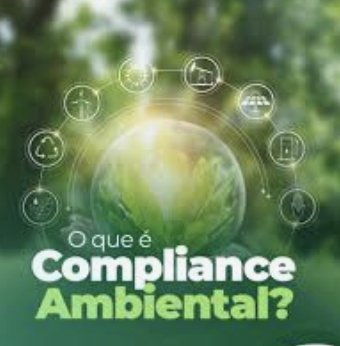 O que é
Compliance
Ambiental?